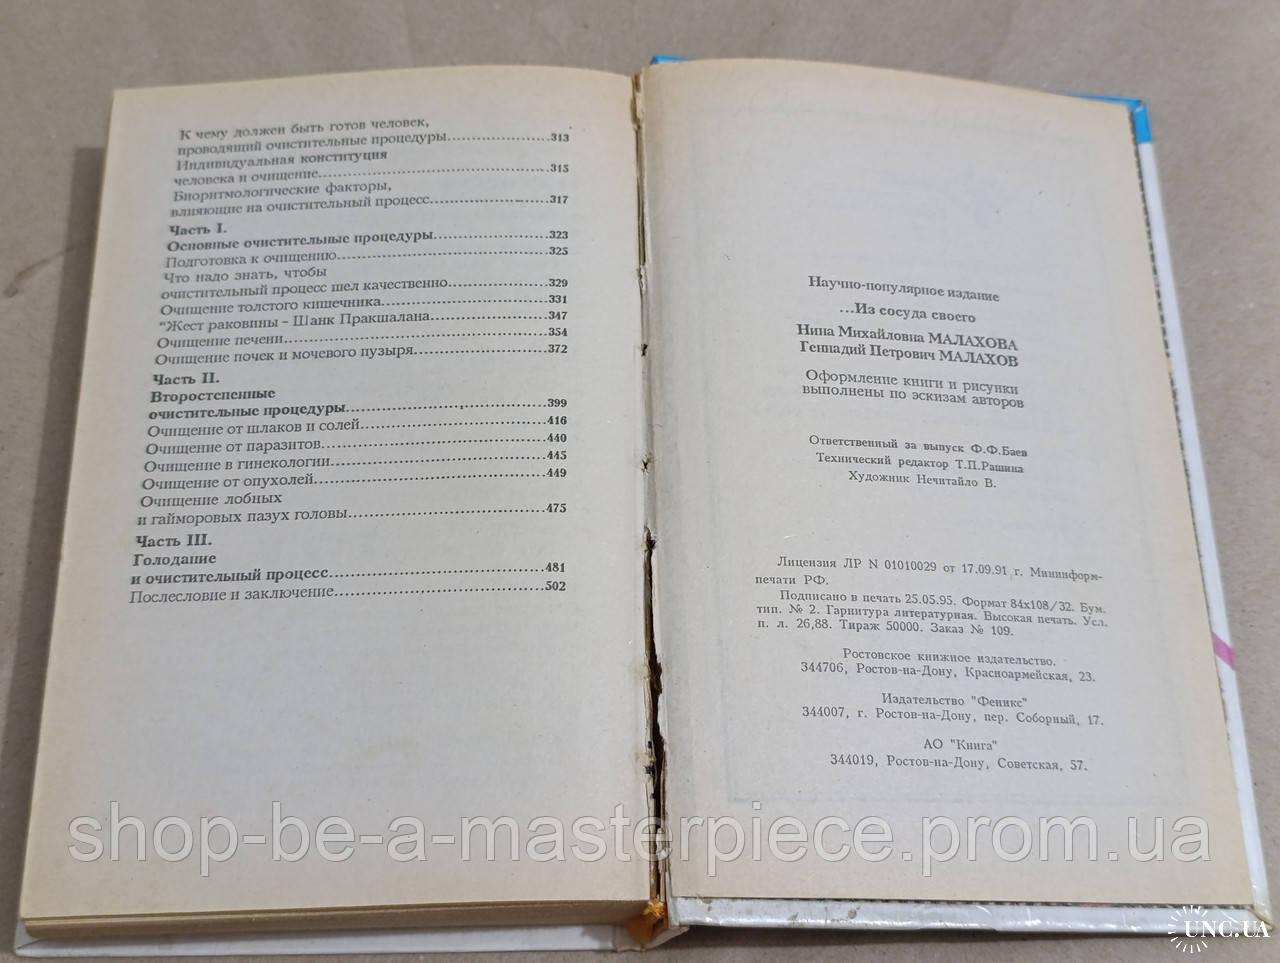 К чему должен быть готов человек,
проводящий очистительные процедуры..................313
Индивидуальная конституция
человека и очищение.........................................315
Биоритмологические факторы,
влияющие на очистительный процесс....................317
Часть I.
Основные очистительные процедуры....................323
Подготовка к очищению.....................................325
Что надо знать, чтобы
очистительный процесс шел качественно...............329
Очищение толстого кишечника............................331
"Жест раковины – Шанк Пракшалана....................347
Очищение печени.............................................354
Очищение почек и мочевого пузыря.....................372
Часть II.
Второстепенные
очистительные процедуры..................................399
Очищение от шлаков и солей..............................416
Очищение от паразитов.....................................440
Очищение в гинекологии....................................445
Очищение от опухолей......................................449
Очищение лобных
и гайморовых пазух головы................................475
Часть III.
Голодание
и очистительный процесс...................................481
Послесловие и заключение.................................502
Научно-популярное издание
...Из сосуда своего
Нина Михайловна МАЛАХОВА
Геннадий Петрович МАЛАХОВ
Оформление книги и рисунки
выполнены по эскизам авторов
Ответственный за выпуск Ф.Ф.Баев
Технический редактор Т.П.Рашина
Художник Нечитайло В.
Лицензия ЛР N 01010029 от 17.09.91 г. Мининформ-
печати РФ.
Подписано в печать 25.05.95. Формат 84х108/32. Бум.
тип. № 2. Гарнитура литературная. Высокая печать. Усл.
п. л. 26,88. Тираж 50000. Заказ № 109.
Ростовское книжное издательство.
344706, Ростов-на-Дону, Красноармейская, 23.
Издательство "Феникс"
344007, г. Ростов-на-Дону, пер. Соборный, 17.
АО "Книга"
344019, Ростов-на-Дону, Советская, 57.
shop-be-a-masterpiece.prom.ua
UNC.UA